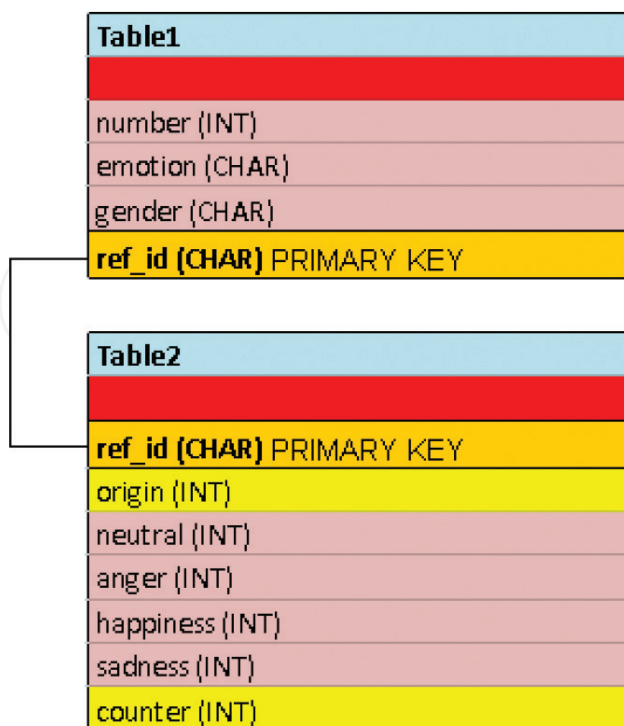 Table1
number (INT)
emotion (CHAR)
gender (CHAR)
ref_id (CHAR) PRIMARY KEY
Table2
ref_id (CHAR) PRIMARY KEY
origin (INT)
neutral (INT)
anger (INT)
happiness (INT)
sadness (INT)
counter (INT)